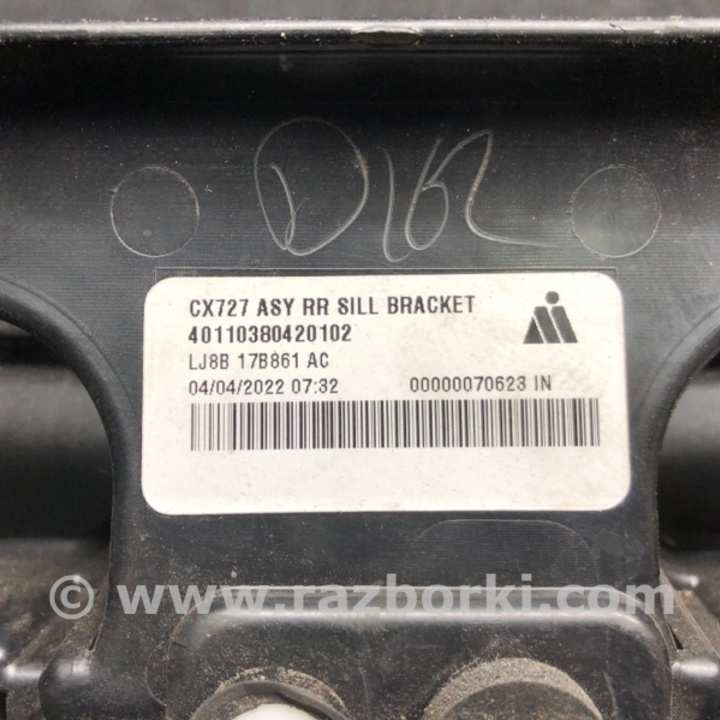 CX727 ASY RR SILL BRACKET
40110380420102
LJ8B 17B861 AC
04/04/2022 07:32 00000070623 IN
© www.razborki.com